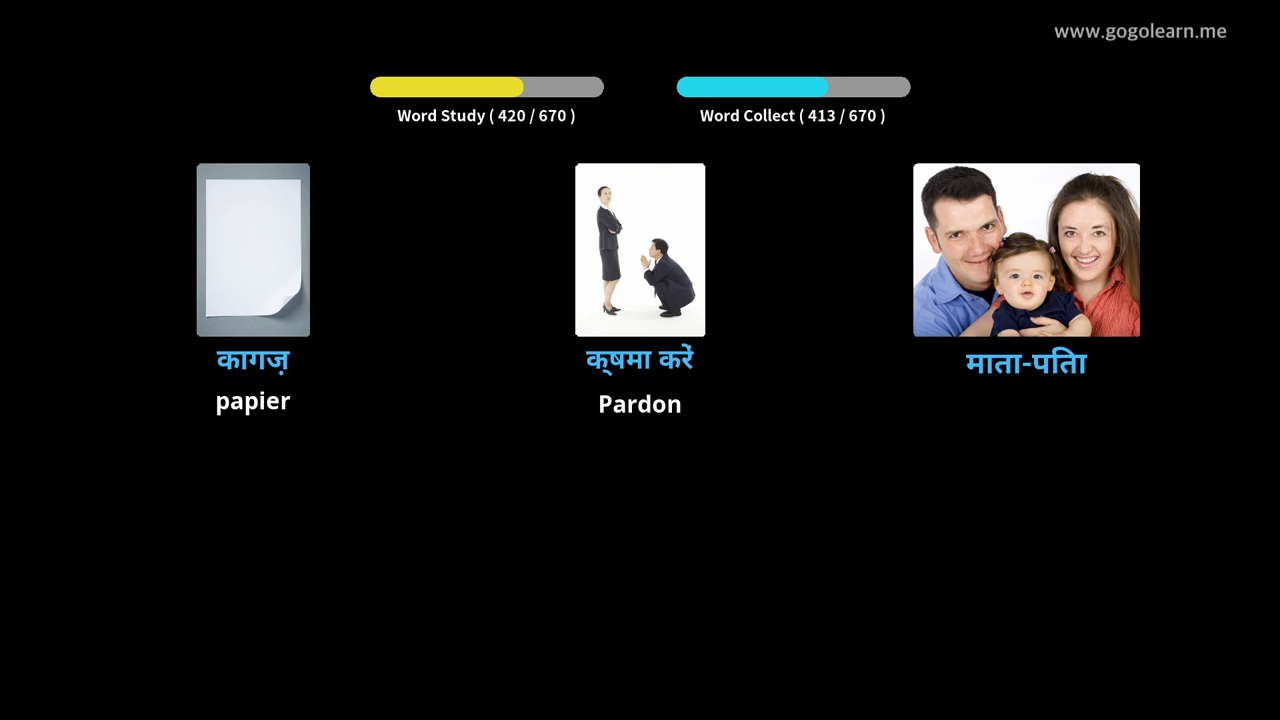 www.gogolearn.me
Word Study ( 420 / 670 )
Word Collect ( 413 / 670 )
कागज़
papier
क्षमा करें
Pardon
माता-पिता